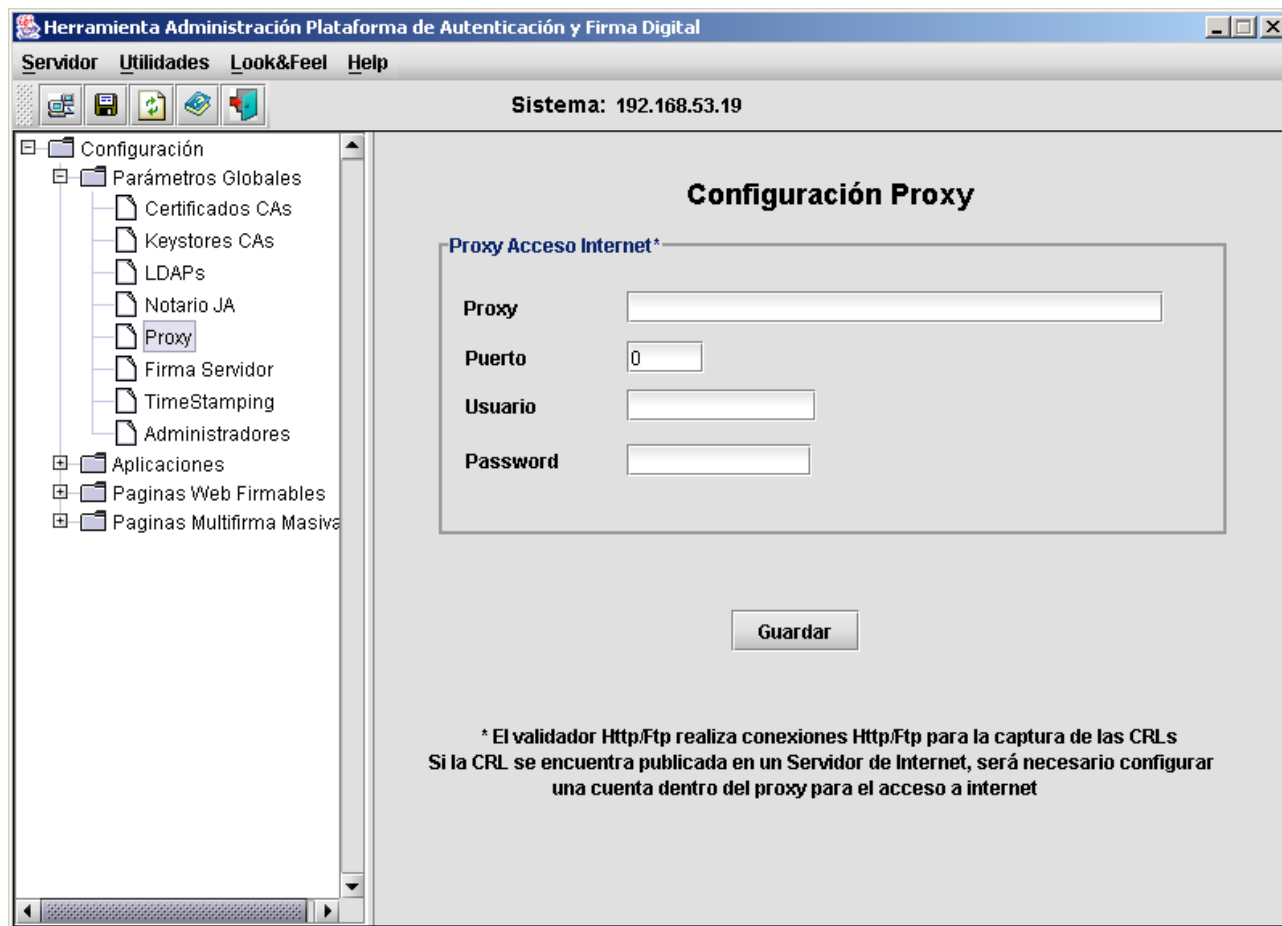 Herramienta Administración Plataforma de Autenticación y Firma Digital
Servidor Utilidades Look&Feel Help
Sistema: 192.168.53.19
Configuración
Parámetros Globales
Certificados CAs
Keystores CAs
LDAPs
Notario JA
Proxy
Firma Servidor
TimeStamping
Administradores
Aplicaciones
Paginas Web Firmables
Paginas Multifirma Masiva
Configuración Proxy
Proxy Acceso Internet*
Proxy
Puerto 0
Usuario
Password
Guardar
* El validador Http/Ftp realiza conexiones Http/Ftp para la captura de las CRLs
Si la CRL se encuentra publicada en un Servidor de Internet, será necesario configurar
una cuenta dentro del proxy para el acceso a internet